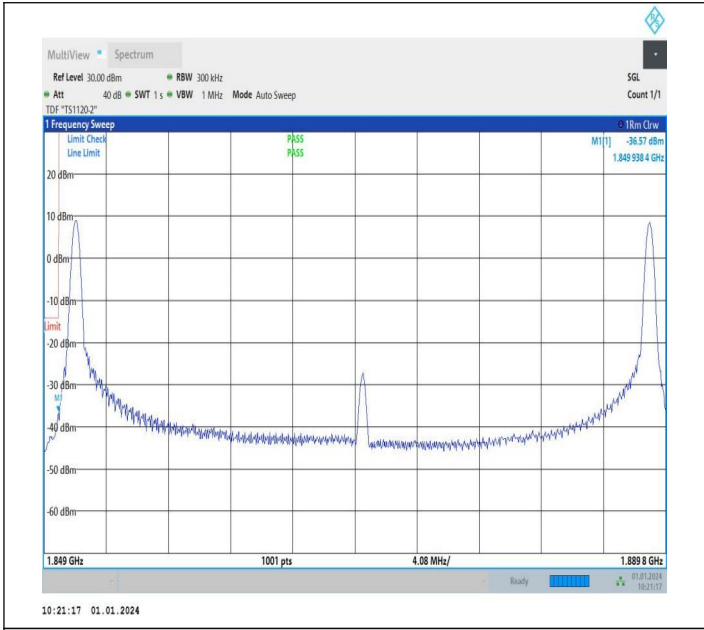 R S
MultiView Spectrum
Ref Level 30.00 dBm RBW 300 kHz SGL
Att 40 dB SWT 1 s VBW 1 MHz Mode Auto Sweep Count 1/1
TDF "TS1120-2"
1 Frequency Sweep 1Rm Clrw
Limit Check PASS M1[1] -36.57 dBm
Line Limit PASS 1.849 938 4 GHz
20 dBm
10 dBm
0 dBm
-10 dBm
Limit
-20 dBm
-30 dBm
M1
-40 dBm
-50 dBm
-60 dBm
1.849 GHz 1001 pts 4.08 MHz/ 1.889 8 GHz
Ready 01.01.2024
10:21:17
10:21:17 01.01.2024